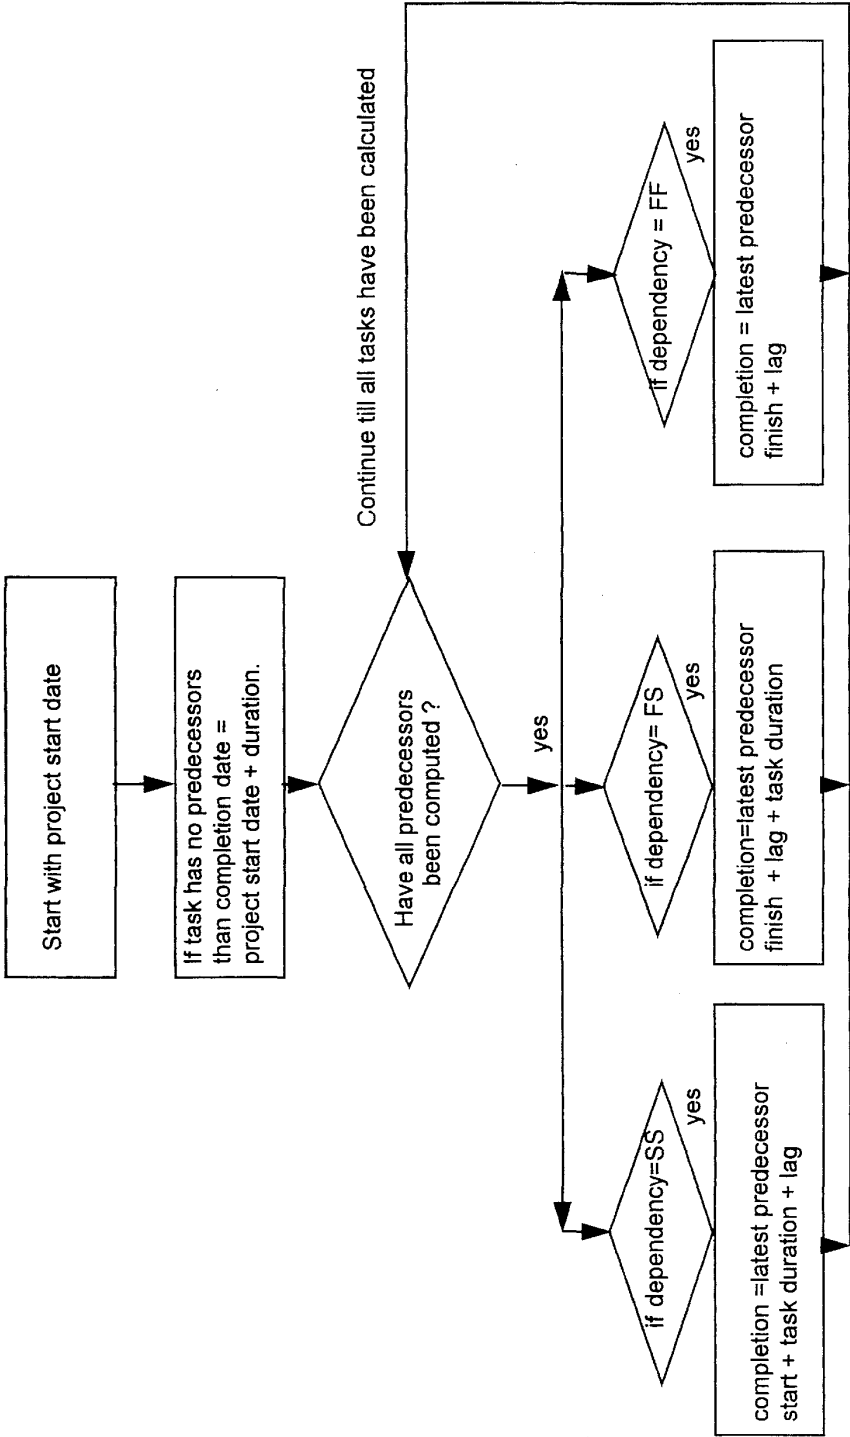 Start with project start date
If task has no predecessors
than completion date =
project start date + duration.
Continue till all tasks have been calculated
Have all predecessors
been computed ?
yes
if dependency=SS
yes
completion =latest predecessor
start + task duration + lag
if dependency= FS
yes
completion=latest predecessor
finish + lag + task duration
if dependency = FF
yes
completion = latest predecessor
finish + lag